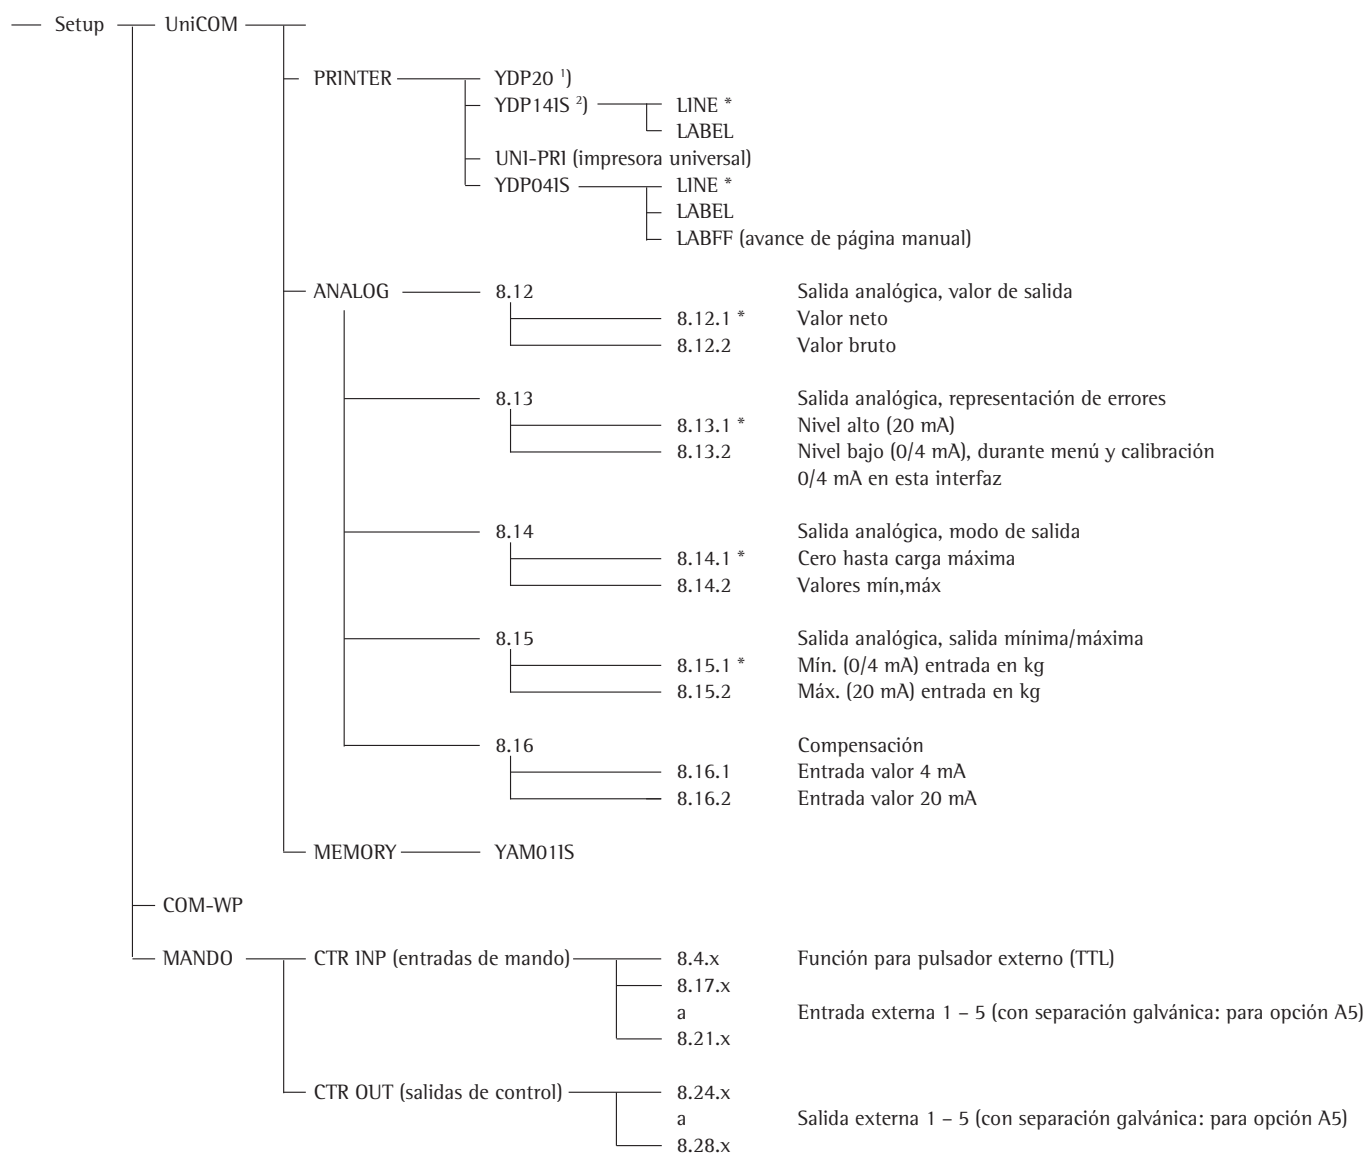 Setup UniCOM
PRINTER YDP20 ¹)
YDP14IS ²) LINE *
LABEL
UNI-PRI (impresora universal)
YDP04IS LINE *
LABEL
LABFF (avance de página manual)
ANALOG 8.12 Salida analógica, valor de salida
8.12.1 * Valor neto
8.12.2 Valor bruto
8.13 Salida analógica, representación de errores
8.13.1 * Nivel alto (20 mA)
8.13.2 Nivel bajo (0/4 mA), durante menú y calibración
0/4 mA en esta interfaz
8.14 Salida analógica, modo de salida
8.14.1 * Cero hasta carga máxima
8.14.2 Valores mín,máx
8.15 Salida analógica, salida mínima/máxima
8.15.1 * Mín. (0/4 mA) entrada en kg
8.15.2 Máx. (20 mA) entrada en kg
8.16 Compensación
8.16.1 Entrada valor 4 mA
8.16.2 Entrada valor 20 mA
MEMORY YAM01IS
COM-WP
MANDO CTR INP (entradas de mando) 8.4.x Función para pulsador externo (TTL)
8.17.x
a Entrada externa 1 – 5 (con separación galvánica: para opción A5)
8.21.x
CTR OUT (salidas de control) 8.24.x
a Salida externa 1 – 5 (con separación galvánica: para opción A5)
8.28.x